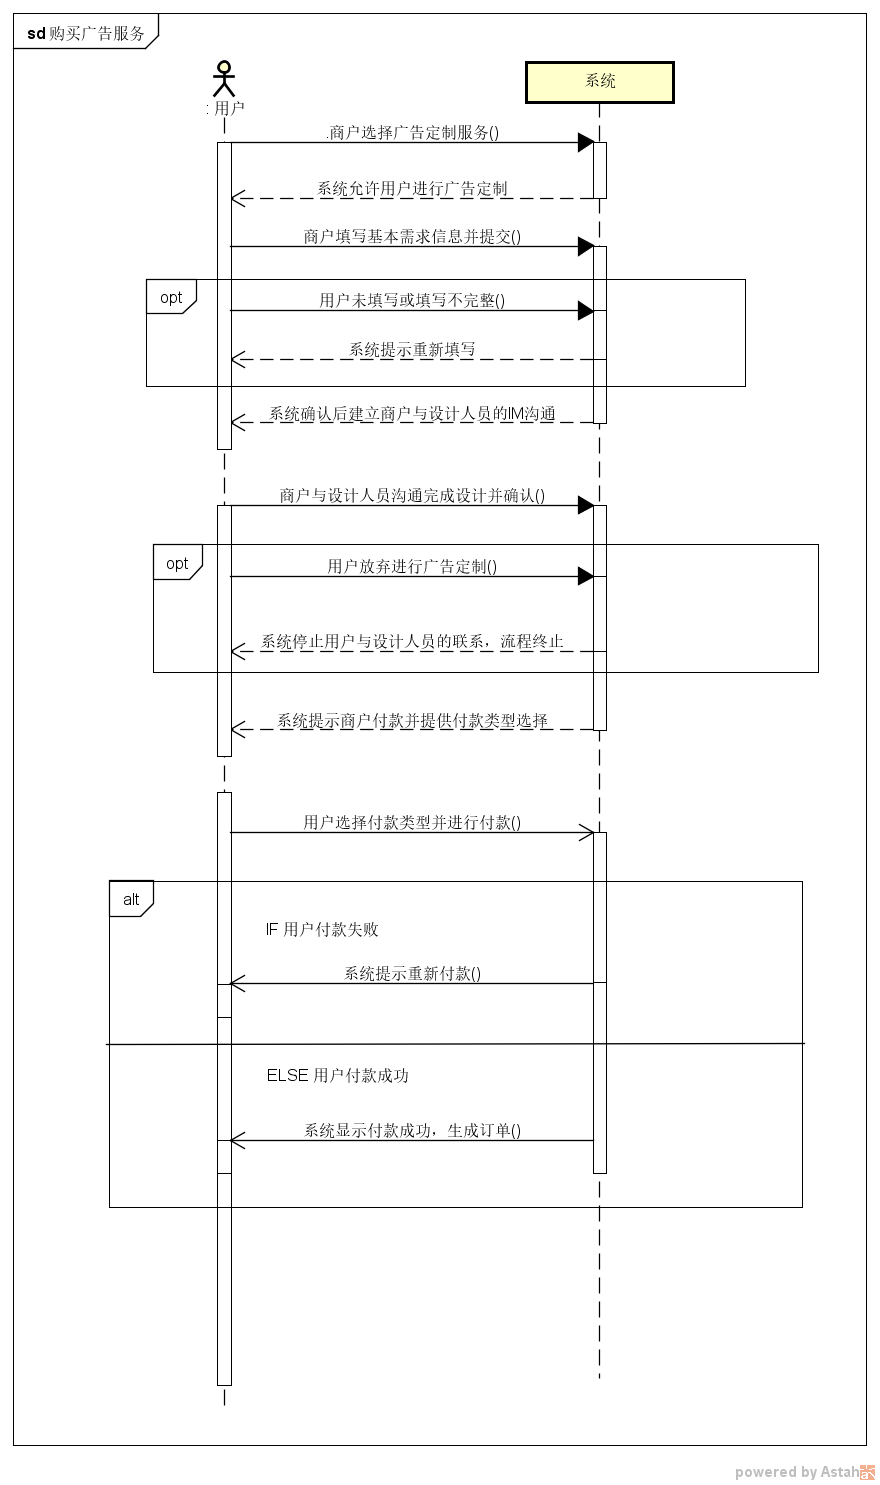 sd 购买广告服务
: 用户
系统
.商户选择广告定制服务()
系统允许用户进行广告定制
商户填写基本需求信息并提交()
opt
用户未填写或填写不完整()
系统提示重新填写
系统确认后建立商户与设计人员的IM沟通
商户与设计人员沟通完成设计并确认()
opt
用户放弃进行广告定制()
系统停止用户与设计人员的联系，流程终止
系统提示商户付款并提供付款类型选择
用户选择付款类型并进行付款()
alt
IF 用户付款失败
系统提示重新付款()
ELSE 用户付款成功
系统显示付款成功，生成订单()
powered by Astah